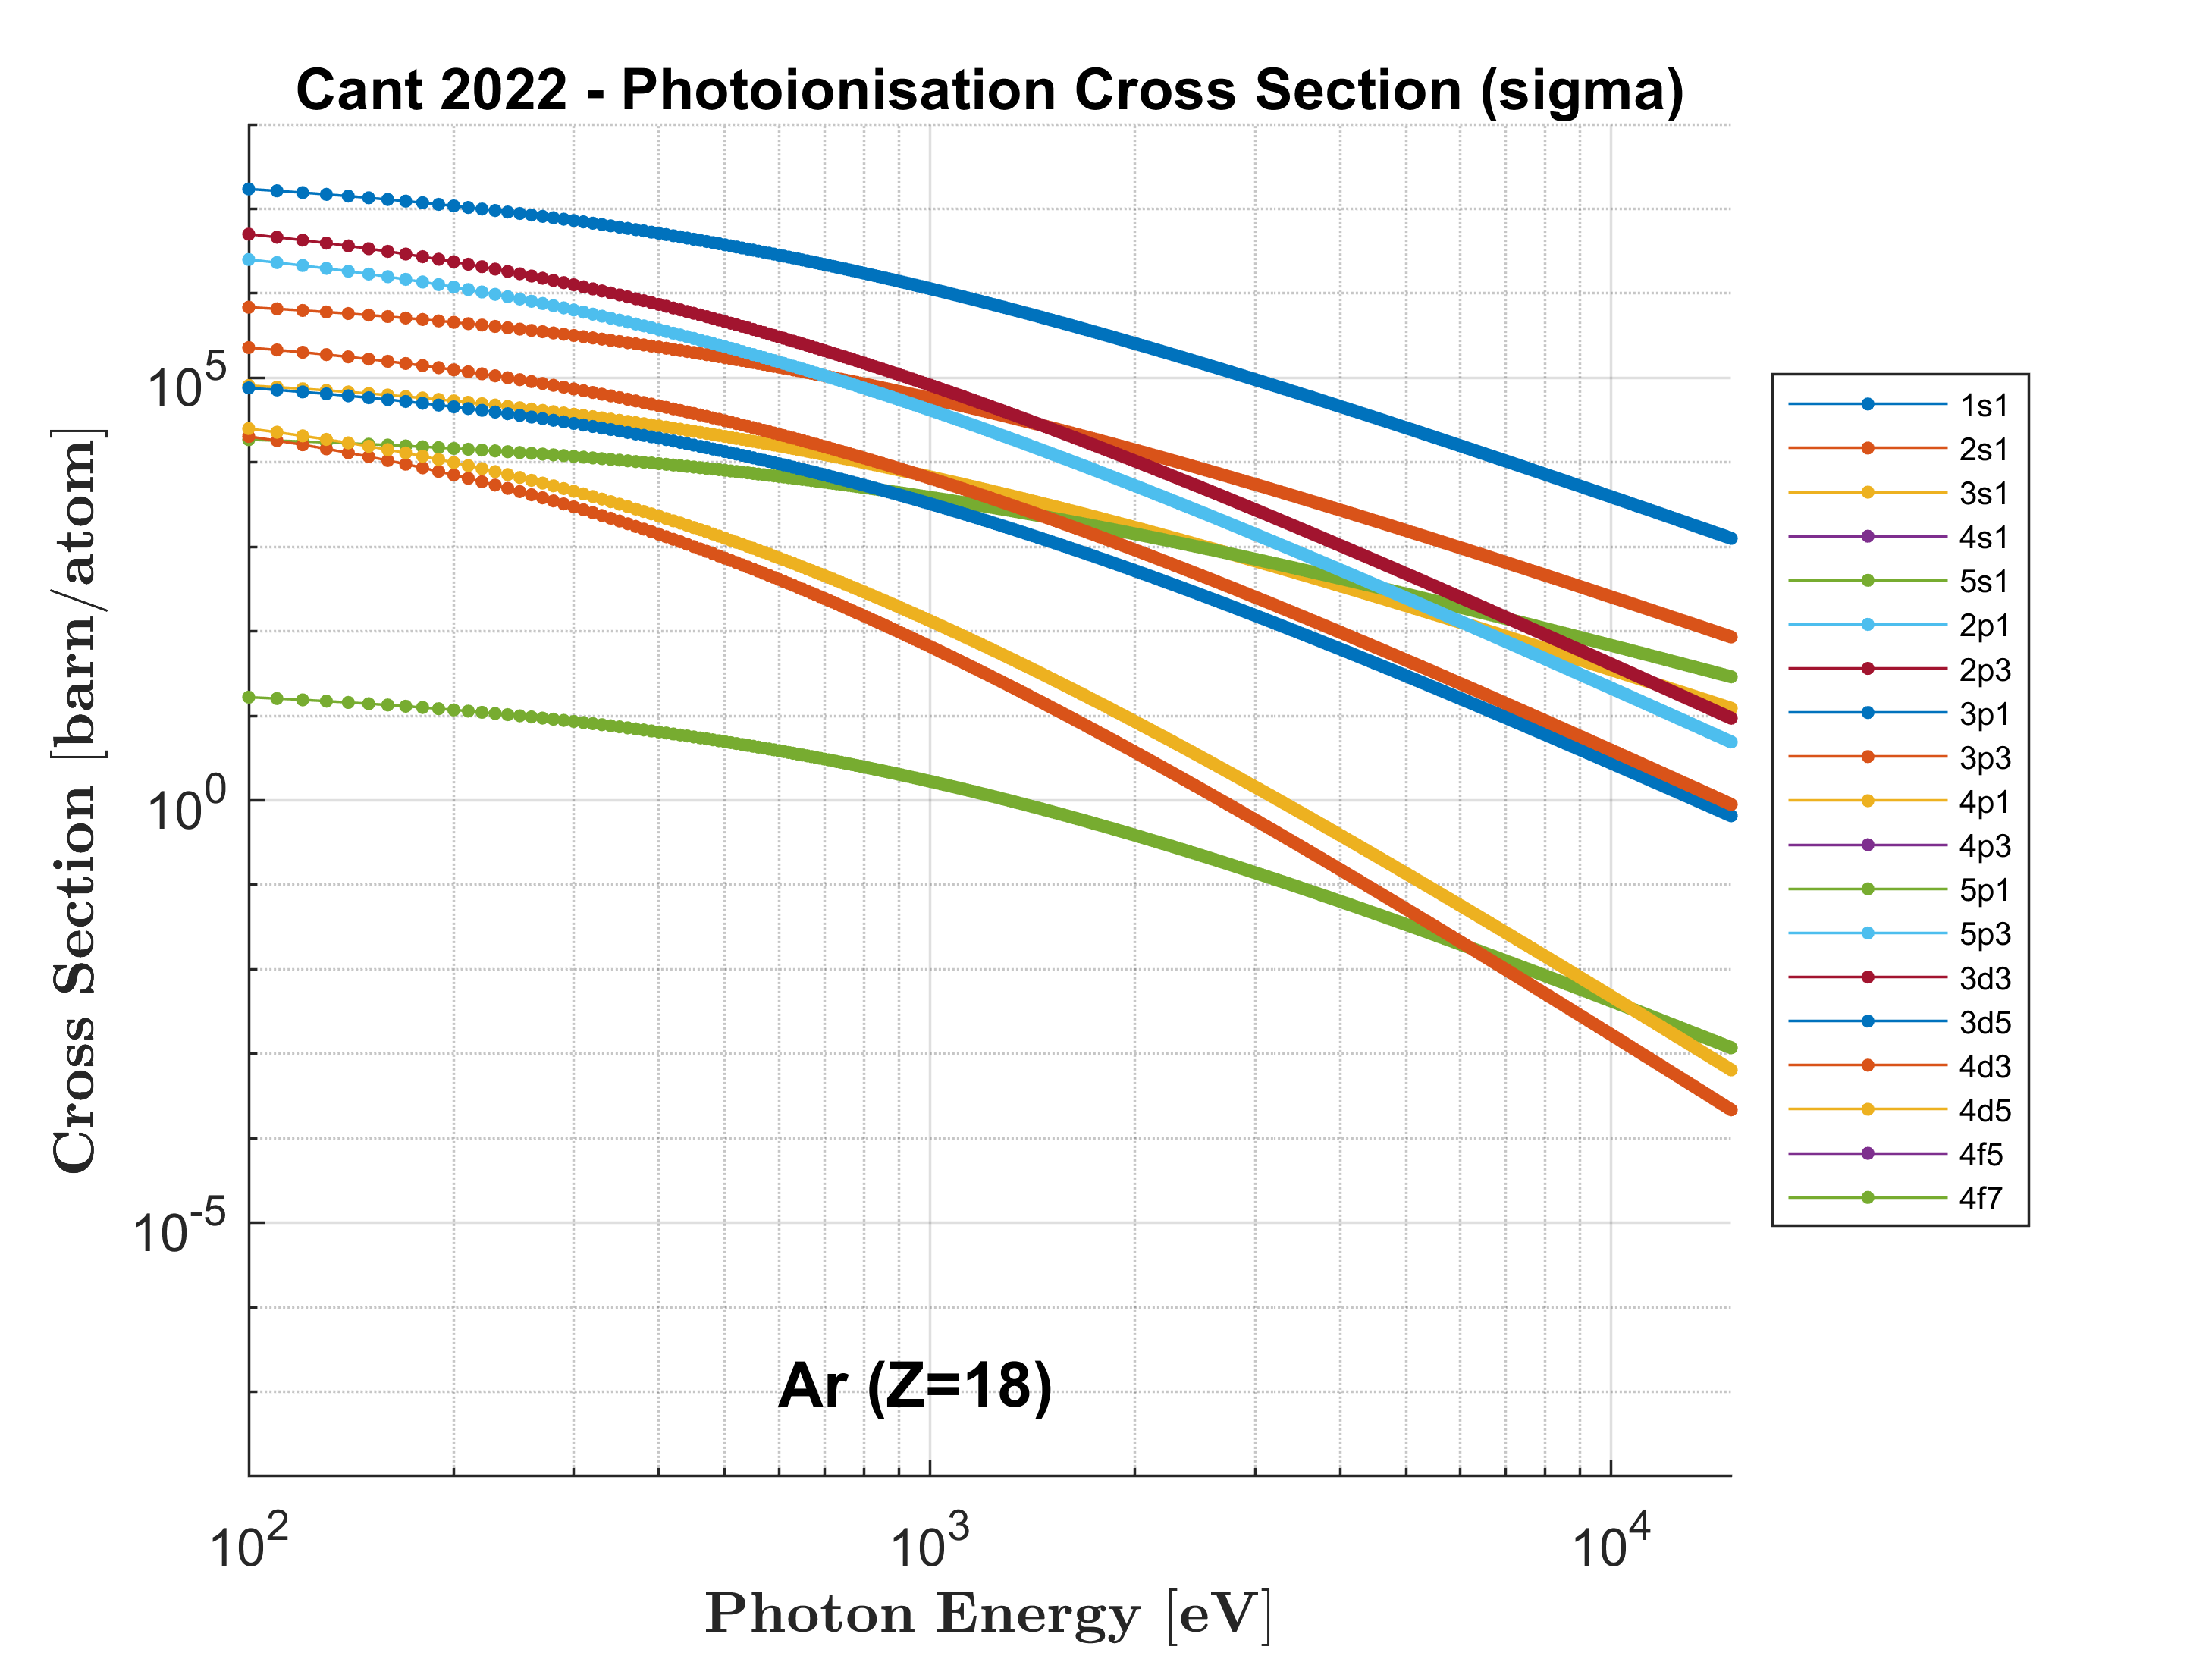 Cant 2022 - Photoionisation Cross Section (sigma)
Cross Section [barn/atom]
10^5
10^0
10^-5
Ar (Z=18)
10^2
10^3
10^4
Photon Energy [eV]
1s1
2s1
3s1
4s1
5s1
2p1
2p3
3p1
3p3
4p1
4p3
5p1
5p3
3d3
3d5
4d3
4d5
4f5
4f7